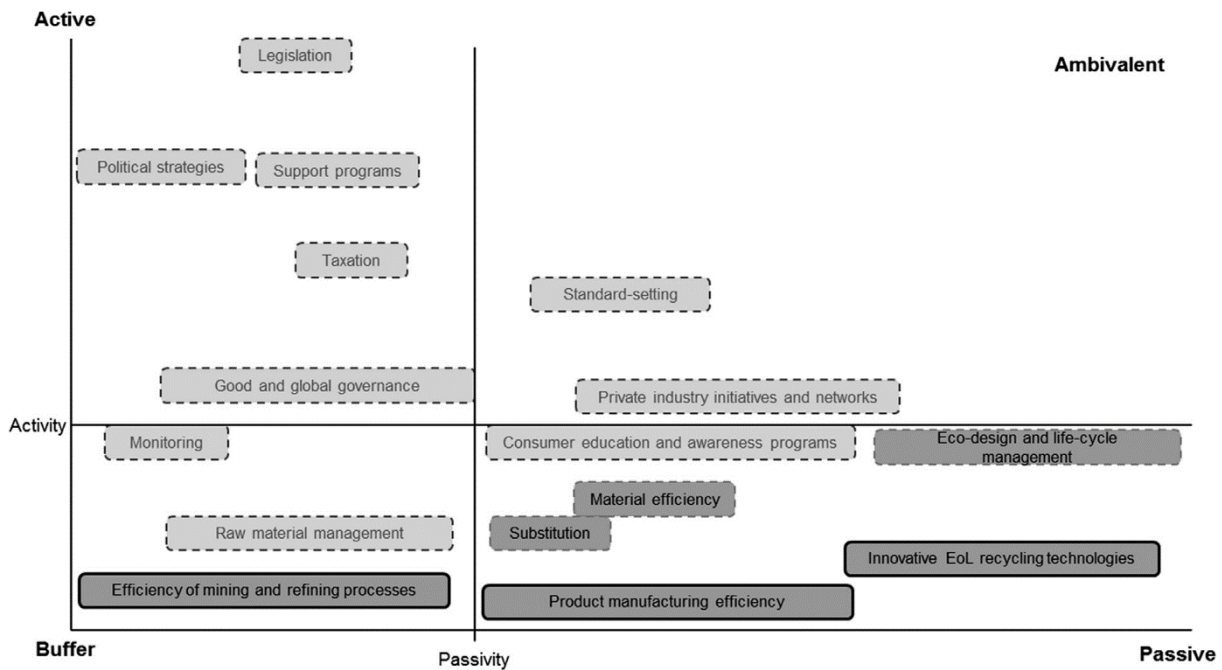 Active
Legislation
Ambivalent
Political strategies
Support programs
Taxation
Standard-setting
Good and global governance
Private industry initiatives and networks
Activity
Monitoring
Consumer education and awareness programs
Eco-design and life-cycle
management
Material efficiency
Raw material management
Substitution
Innovative EoL recycling technologies
Efficiency of mining and refining processes
Product manufacturing efficiency
Buffer
Passivity
Passive